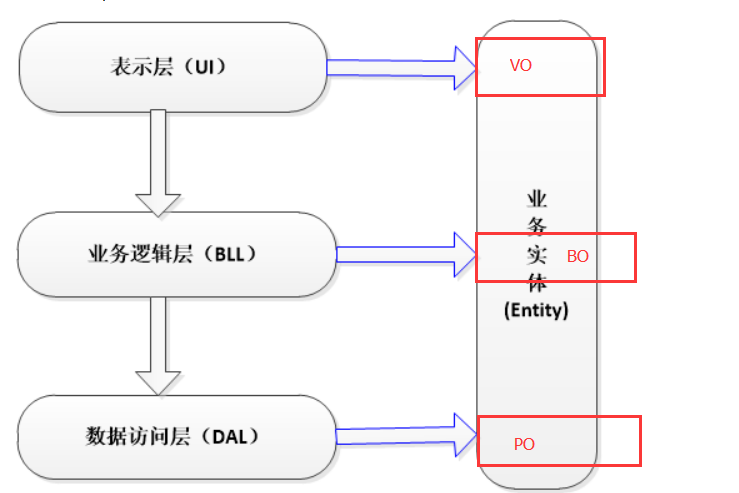 表示层（UI）
VO
业
务
业务逻辑层（BLL）
实
BO
体
(Entity)
数据访问层（DAL）
PO